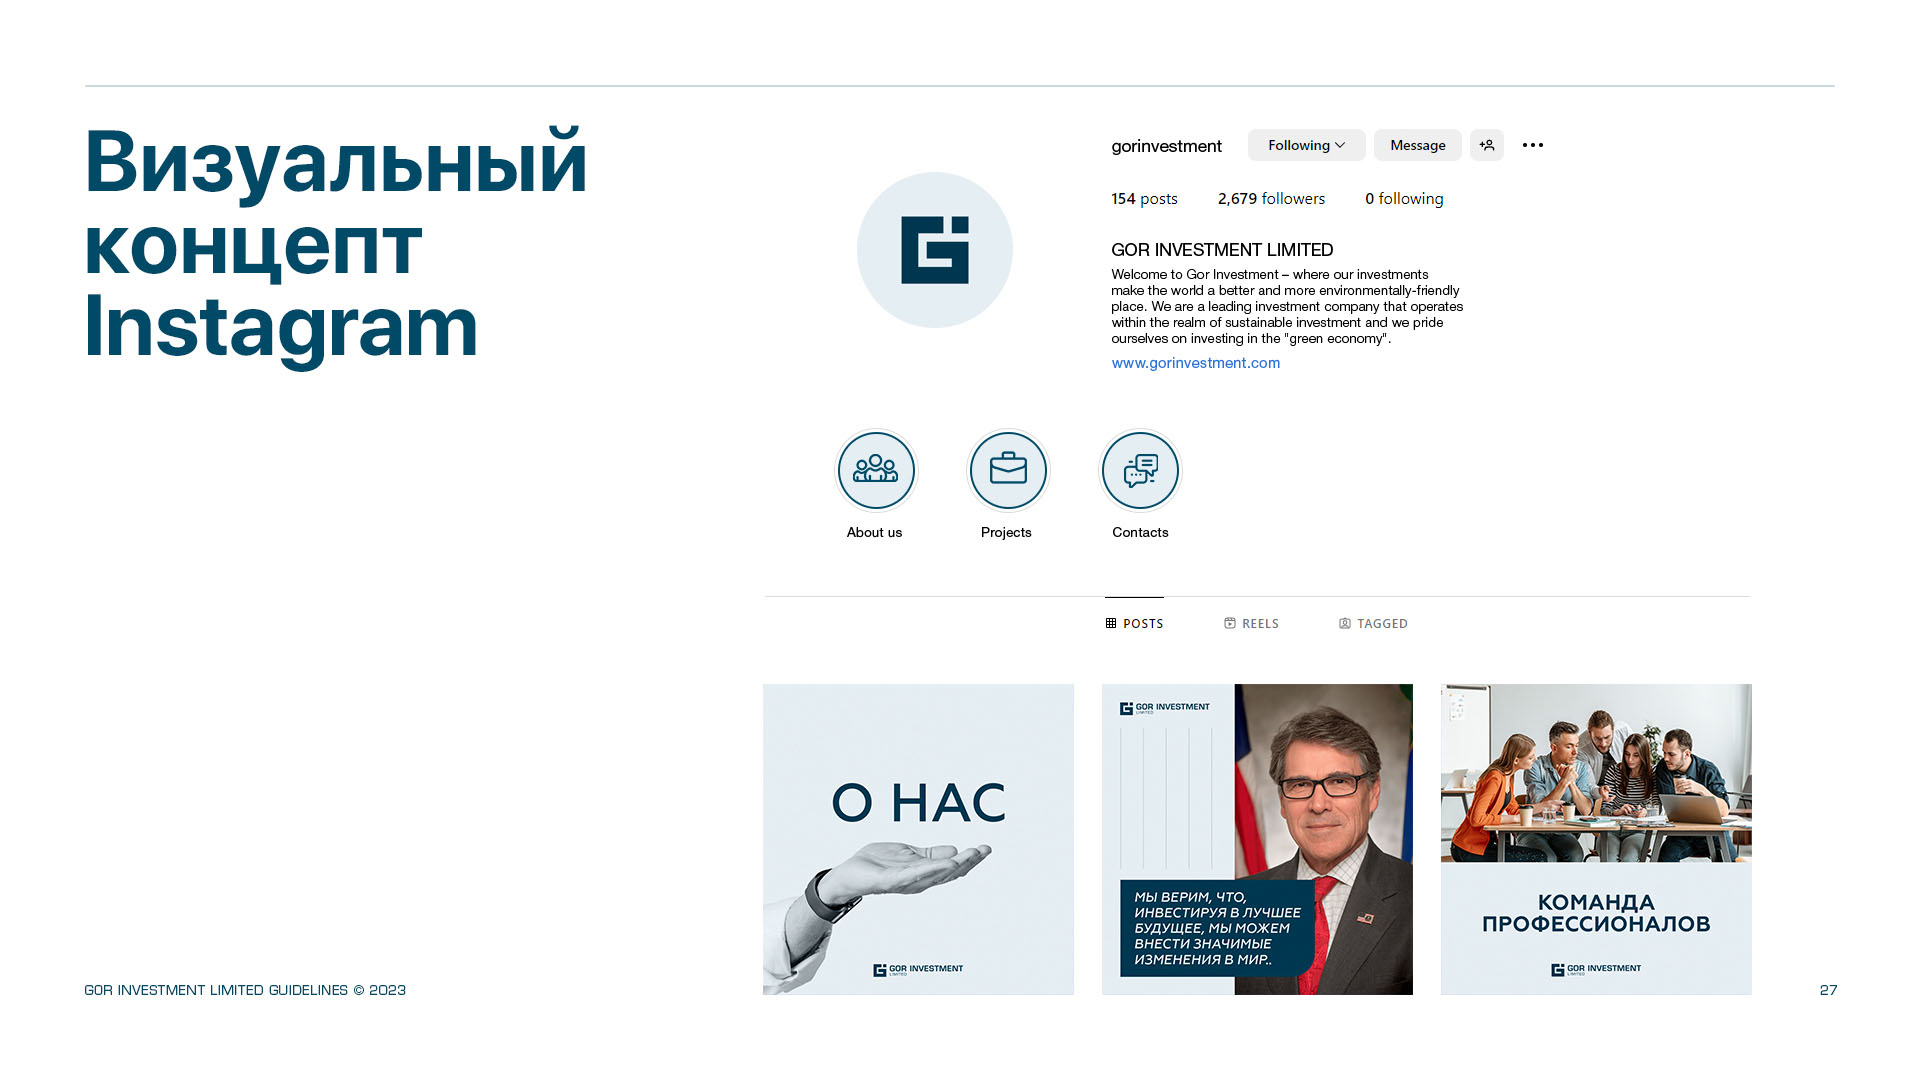 Визуальный
концепт
Instagram
gorinvestment
Following
Message
154 posts
2,679 followers
0 following
GOR INVESTMENT LIMITED
Welcome to Gor Investment – where our investments
make the world a better and more environmentally-friendly
place. We are a leading investment company that operates
within the realm of sustainable investment and we pride
ourselves on investing in the "green economy".
www.gorinvestment.com
About us
Projects
Contacts
POSTS
REELS
TAGGED
О НАС
GOR INVESTMENT
LIMITED
GOR INVESTMENT
LIMITED
МЫ ВЕРИМ, ЧТО,
ИНВЕСТИРУЯ В ЛУЧШЕЕ
БУДУЩЕЕ, МЫ МОЖЕМ
ВНЕСТИ ЗНАЧИМЫЕ
ИЗМЕНЕНИЯ В МИР..
КОМАНДА
ПРОФЕССИОНАЛОВ
GOR INVESTMENT
LIMITED
GOR INVESTMENT LIMITED GUIDELINES © 2023
27